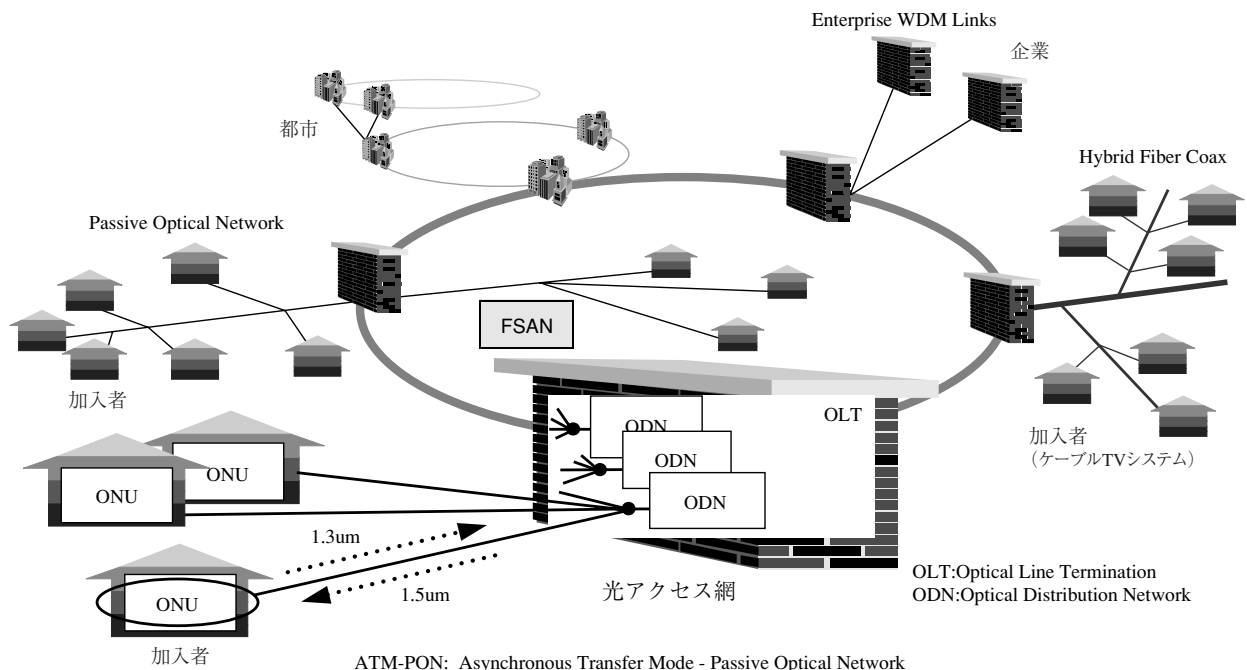 Enterprise WDM Links
企業
都市
Hybrid Fiber Coax
Passive Optical Network
FSAN
加入者
OLT
ODN
ODN
ODN
加入者
（ケーブルTVシステム）
ONU
ONU
1.3um
1.5um
ONU
光アクセス網
OLT:Optical Line Termination
ODN:Optical Distribution Network
加入者
ATM-PON: Asynchronous Transfer Mode - Passive Optical Network